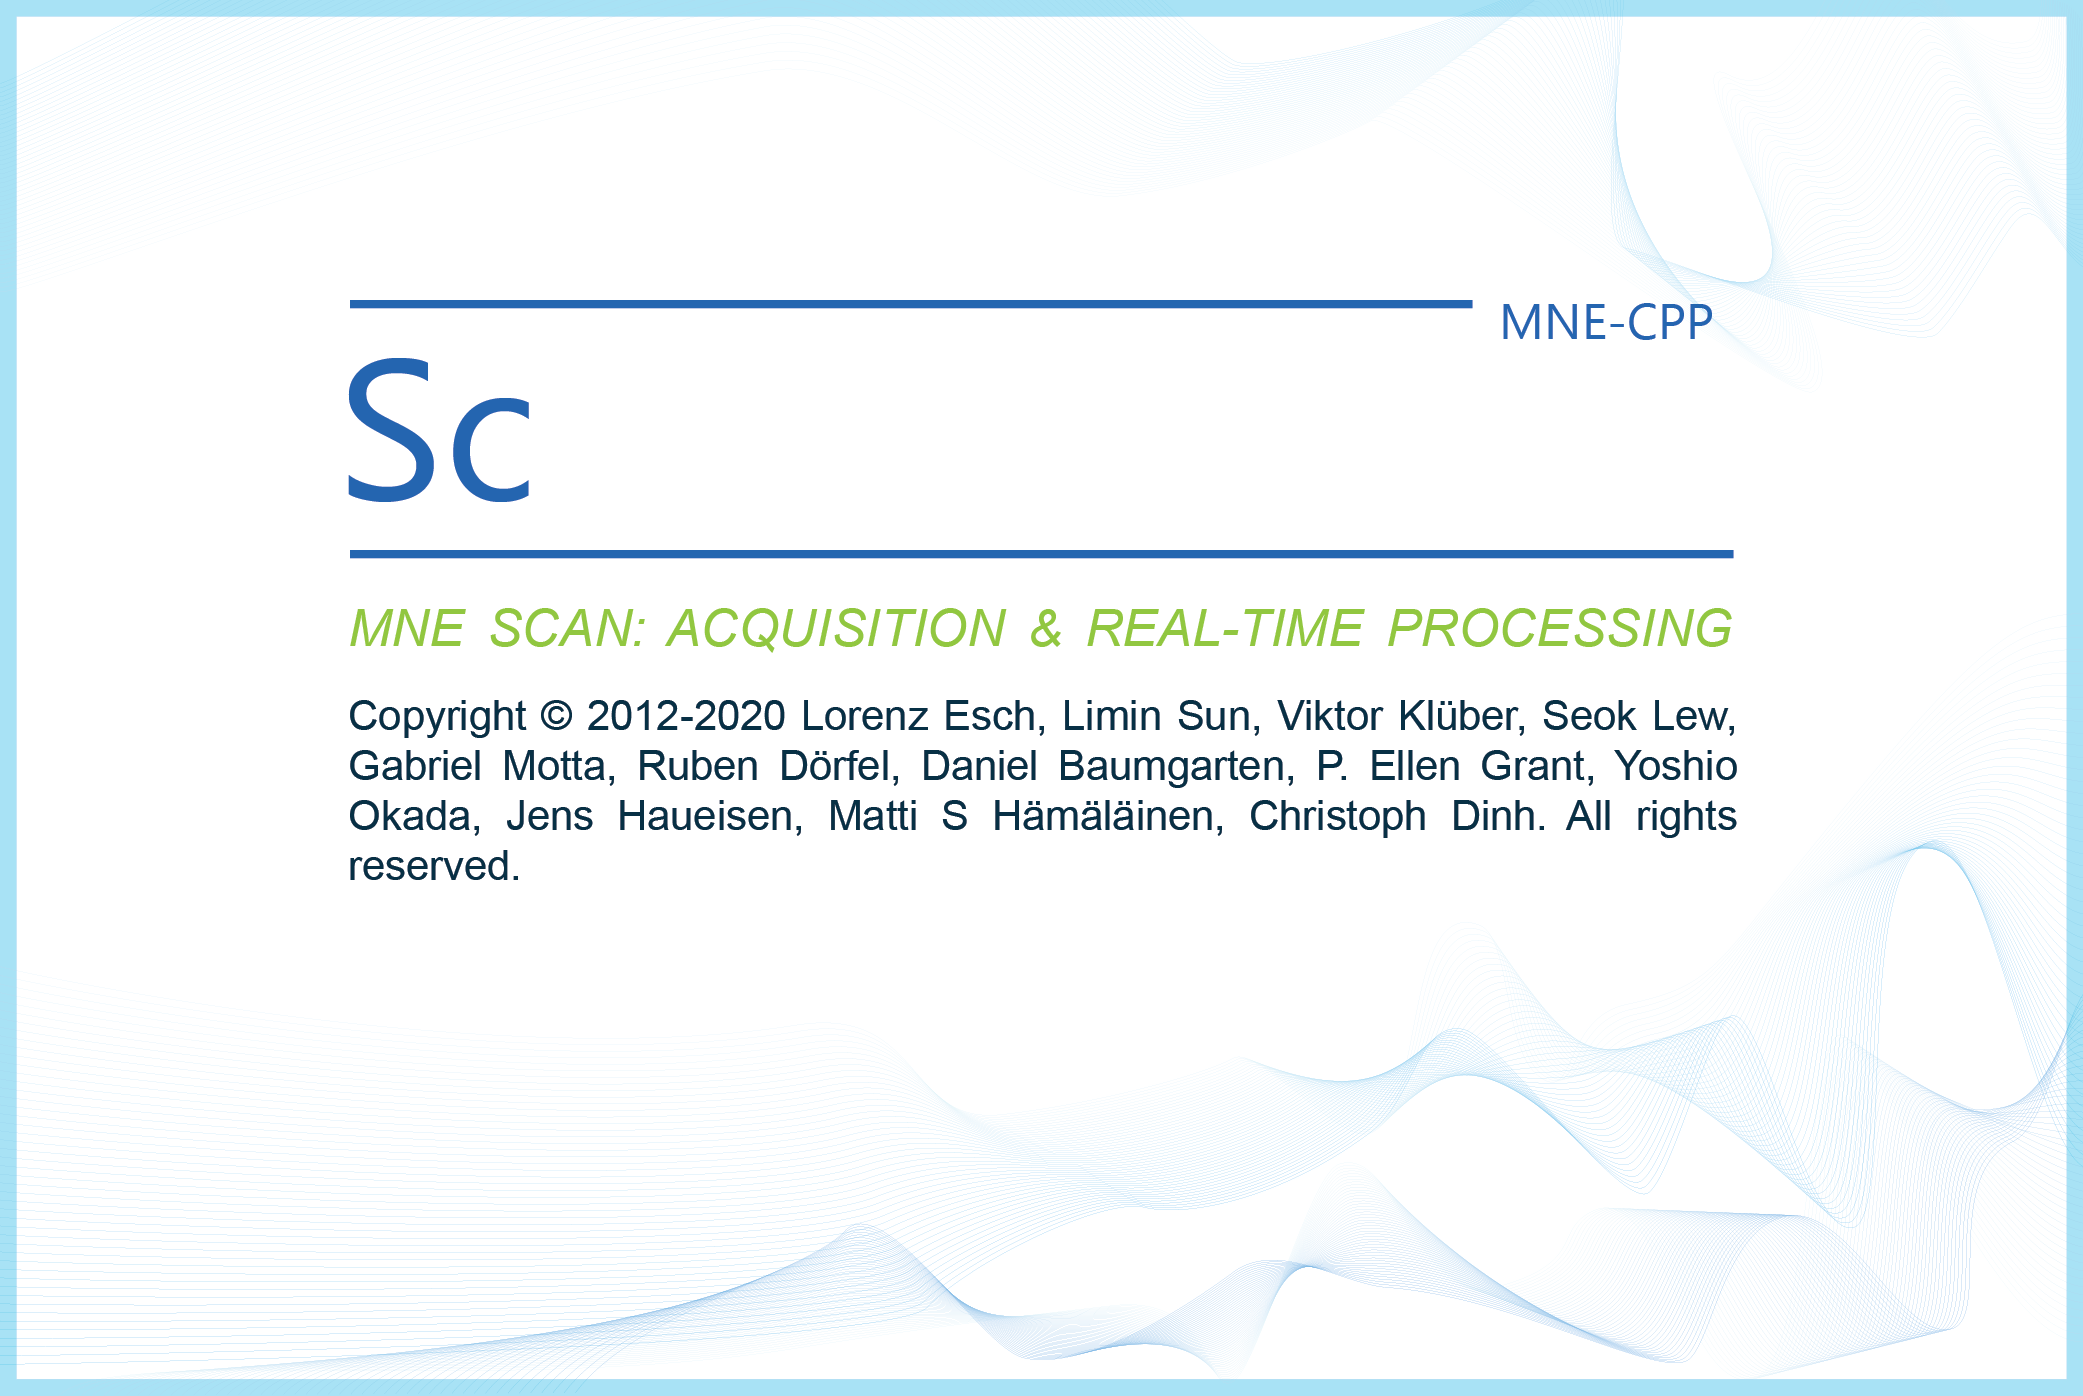 MNE-CPP
Sc
MNE SCAN: ACQUISITION & REAL-TIME PROCESSING
Copyright © 2012-2020 Lorenz Esch, Limin Sun, Viktor Klüber, Seok Lew,
Gabriel Motta, Ruben Dörfel, Daniel Baumgarten, P. Ellen Grant, Yoshio
Okada, Jens Haueisen, Matti S Hämäläinen, Christoph Dinh. All rights
reserved.